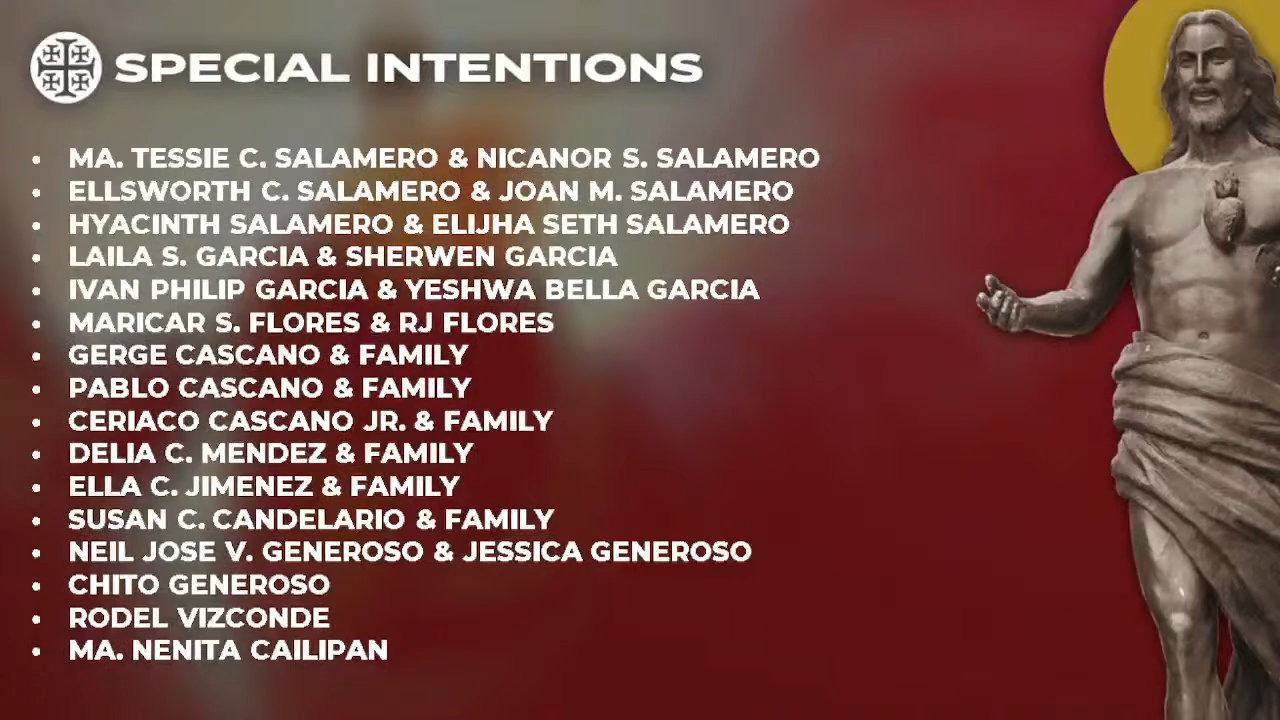 SPECIAL INTENTIONS
• MA. TESSIE C. SALAMERO & NICANOR S. SALAMERO
• ELLSWORTH C. SALAMERO & JOAN M. SALAMERO
• HYACINTH SALAMERO & ELIJHA SETH SALAMERO
• LAILA S. GARCIA & SHERWEN GARCIA
• IVAN PHILIP GARCIA & YESHWA BELLA GARCIA
• MARICAR S. FLORES & RJ FLORES
• GERGE CASCANO & FAMILY
• PABLO CASCANO & FAMILY
• CERIACO CASCANO JR. & FAMILY
• DELIA C. MENDEZ & FAMILY
• ELLA C. JIMENEZ & FAMILY
• SUSAN C. CANDELARIO & FAMILY
• NEIL JOSE V. GENEROSO & JESSICA GENEROSO
• CHITO GENEROSO
• RODEL VIZCONDE
• MA. NENITA CAILIPAN